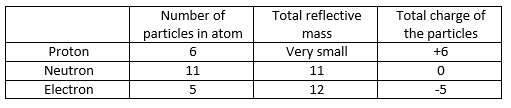 Number of particles in atom Total reflective mass Total charge of the particles
Proton 6 Very small +6
Neutron 11 11 0
Electron 5 12 -5